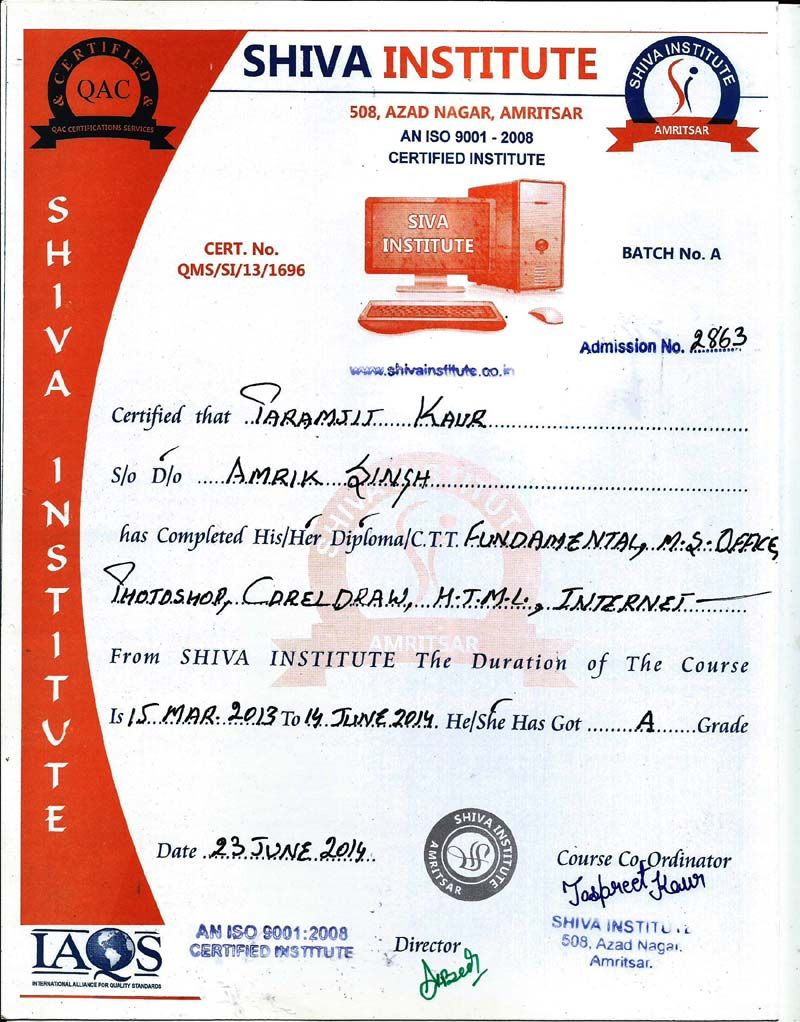 CERTIFIED
QAC
QAC CERTIFICATIONS SERVICES
SHIVA INSTITUTE
508, AZAD NAGAR, AMRITSAR
AN ISO 9001 - 2008
CERTIFIED INSTITUTE
SHIVA INSTITUTE
AMRITSAR
SHIVA INSTITUTE
SIVA
INSTITUTE
CERT. No.
QMS/SI/13/1696
BATCH No. A
Admission No. 2863
www.shivainstitute.co.in
Certified that Paramjit Kaur
S/o D/o AMRIK SINGH
has Completed His/Her Diploma/C.T.T. FUNDAMENTAL, M.S. OFFICE,
PHOTOSHOP, COREL DRAW, H.T.M.L., INTERNET
SHIVA INSTITUTE
AMRITSAR
From SHIVA INSTITUTE The Duration of The Course
Is 15 MAR. 2013 To 14 JUNE 2014. He/She Has Got A Grade
Date 23 JUNE 2014
SHIVA INSTITUTE
AMRITSAR
Course Co-Ordinator
Jaspreet Kaur
SHIVA INSTITUTE
508, Azad Nagar.
Amritsar.
IAQS
INTERNATIONAL ALLIANCE FOR QUALITY STANDARDS
AN ISO 9001:2008
CERTIFIED INSTITUTE
Director